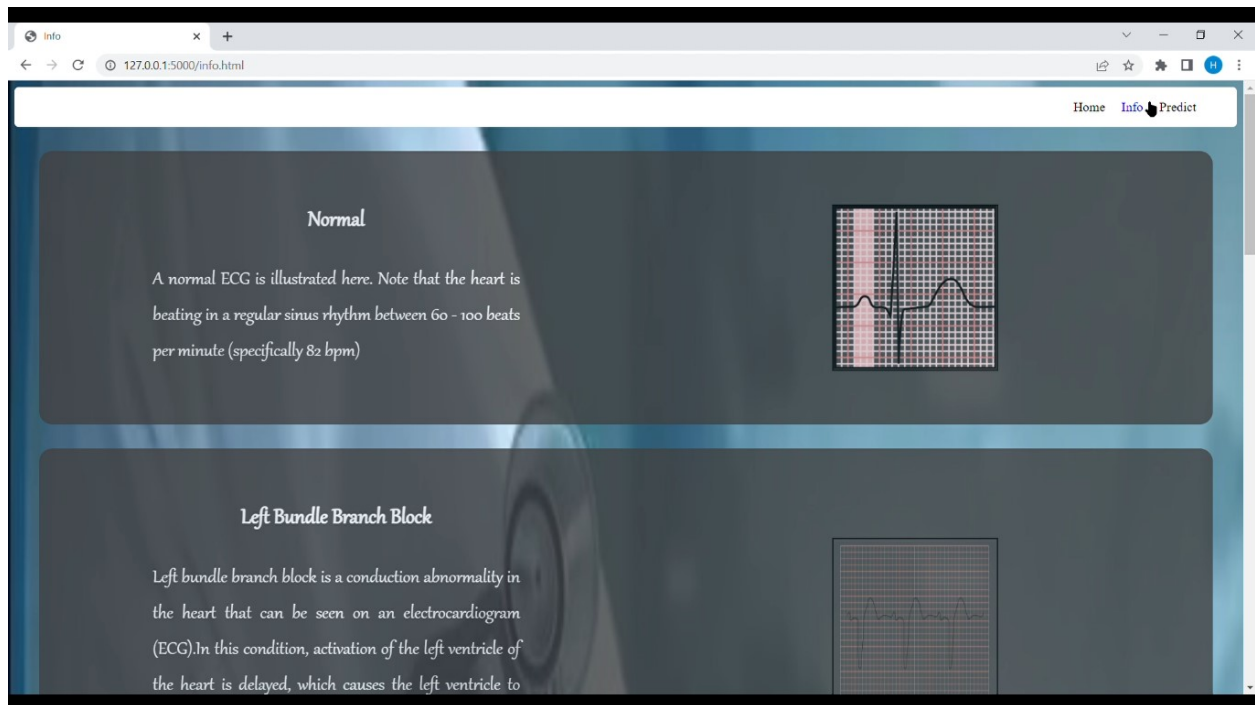 Info
127.0.0.1:5000/info.html
H
Home Info Predict
Normal
A normal ECG is illustrated here. Note that the heart is
beating in a regular sinus rhythm between 60 - 100 beats
per minute (specifically 82 bpm)
Left Bundle Branch Block
Left bundle branch block is a conduction abnormality in
the heart that can be seen on an electrocardiogram
(ECG).In this condition, activation of the left ventricle of
the heart is delayed, which causes the left ventricle to